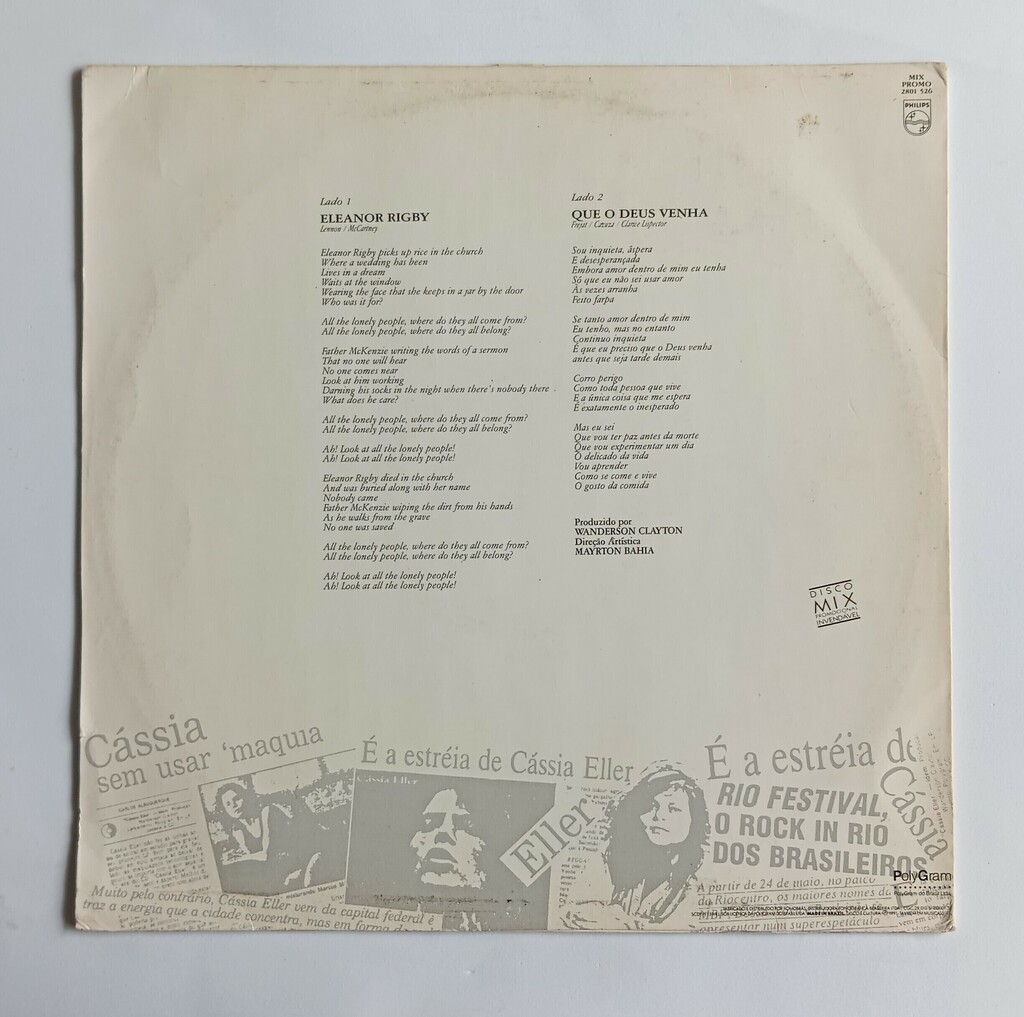 MIX
PROMO
2801 526
PHILIPS
Lado 1
ELEANOR RIGBY
Lennon / McCartney
Eleanor Rigby picks up rice in the church
Where a wedding has been
Lives in a dream
Waits at the window
Wearing the face that she keeps in a jar by the door
Who was it for?
All the lonely people, where do they all come from?
All the lonely people, where do they all belong?
Father McKenzie writing the words of a sermon
That no one will hear
No one comes near
Look at him working
Darning his socks in the night when there's nobody there
What does he care?
All the lonely people, where do they all come from?
All the lonely people, where do they all belong?
Ah! Look at all the lonely people!
Ah! Look at all the lonely people!
Eleanor Rigby died in the church
And was buried along with her name
Nobody came
Father McKenzie wiping the dirt from his hands
As he walks from the grave
No one was saved
All the lonely people, where do they all come from?
All the lonely people, where do they all belong?
Ah! Look at all the lonely people!
Ah! Look at all the lonely people!
Lado 2
QUE O DEUS VENHA
Frejat / Cazuza / Clarice Lispector
Sou inquieta, áspera
E desesperançada
Embora amor dentro de mim eu tenha
Só que eu não sei usar amor
Às vezes arranha
Feito farpa
Se tanto amor dentro de mim
Eu tenho, mas no entanto
Continuo inquieta
É que eu preciso que o Deus venha
antes que seja tarde demais
Corro perigo
Como toda pessoa que vive
E a única coisa que me espera
É exatamente o inesperado
Mas eu sei
Que vou ter paz antes da morte
Que vou experimentar um dia
O delicado da vida
Vou aprender
Como se come e vive
O gosto da comida
Produzido por
WANDERSON CLAYTON
Direção Artística
MAYRTON BAHIA
DISCO
MIX
PROMOCIONAL
INVENDÁVEL
Cássia
sem usar 'maquia
CARLOS ALBUQUERQUE
É a estréia de Cássia Eller
Cássia Eller
Eller
REGGAE
É a estréia de
Cássia
RIO FESTIVAL,
O ROCK IN RIO
DOS BRASILEIROS
A partir de 24 de maio, no palco
do Riocentro, os maiores nomes da
apresentar num superespetáculo
Muito pelo contrário, Cássia Eller vem da capital federal e
traz a energia que a cidade concentra, mas em forma de
PolyGram
PolyGram do Brasil Ltda.